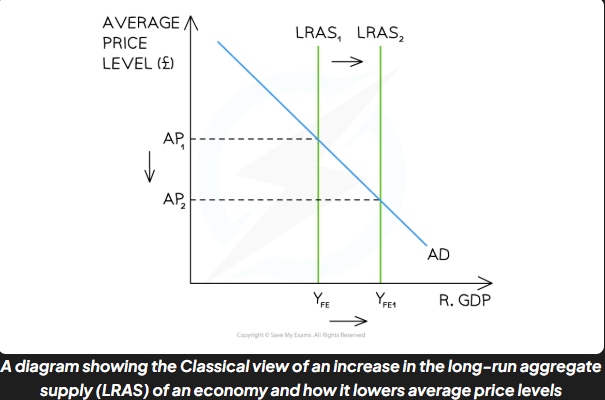 AVERAGE
PRICE
LEVEL (£)
LRAS₁ LRAS₂
AP₁
AP₂
AD
Y_FE Y_FE1 R. GDP
Copyright © Save My Exams. All Rights Reserved
A diagram showing the Classical view of an increase in the long-run aggregate
supply (LRAS) of an economy and how it lowers average price levels